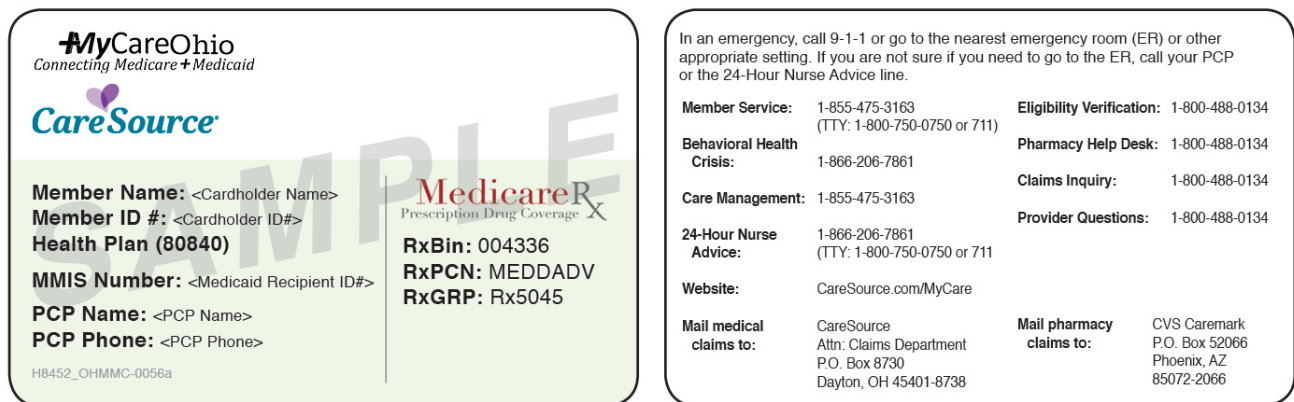 MyCareOhio
Connecting Medicare + Medicaid
CareSource
SAMPLE
Member Name: <Cardholder Name>
Member ID #: <Cardholder ID#>
Health Plan (80840)
MMIS Number: <Medicaid Recipient ID#>
PCP Name: <PCP Name>
PCP Phone: <PCP Phone>
H8452_OHMMC-0056a
MedicareRx
Prescription Drug Coverage
RxBin: 004336
RxPCN: MEDDADV
RxGRP: Rx5045
In an emergency, call 9-1-1 or go to the nearest emergency room (ER) or other
appropriate setting. If you are not sure if you need to go to the ER, call your PCP
or the 24-Hour Nurse Advice line.
Member Service: 1-855-475-3163
(TTY: 1-800-750-0750 or 711)
Behavioral Health
Crisis: 1-866-206-7861
Care Management: 1-855-475-3163
24-Hour Nurse 1-866-206-7861
Advice: (TTY: 1-800-750-0750 or 711
Website: CareSource.com/MyCare
Eligibility Verification: 1-800-488-0134
Pharmacy Help Desk: 1-800-488-0134
Claims Inquiry: 1-800-488-0134
Provider Questions: 1-800-488-0134
Mail medical CareSource
claims to: Attn: Claims Department
P.O. Box 8730
Dayton, OH 45401-8738
Mail pharmacy CVS Caremark
claims to: P.O. Box 52066
Phoenix, AZ
85072-2066